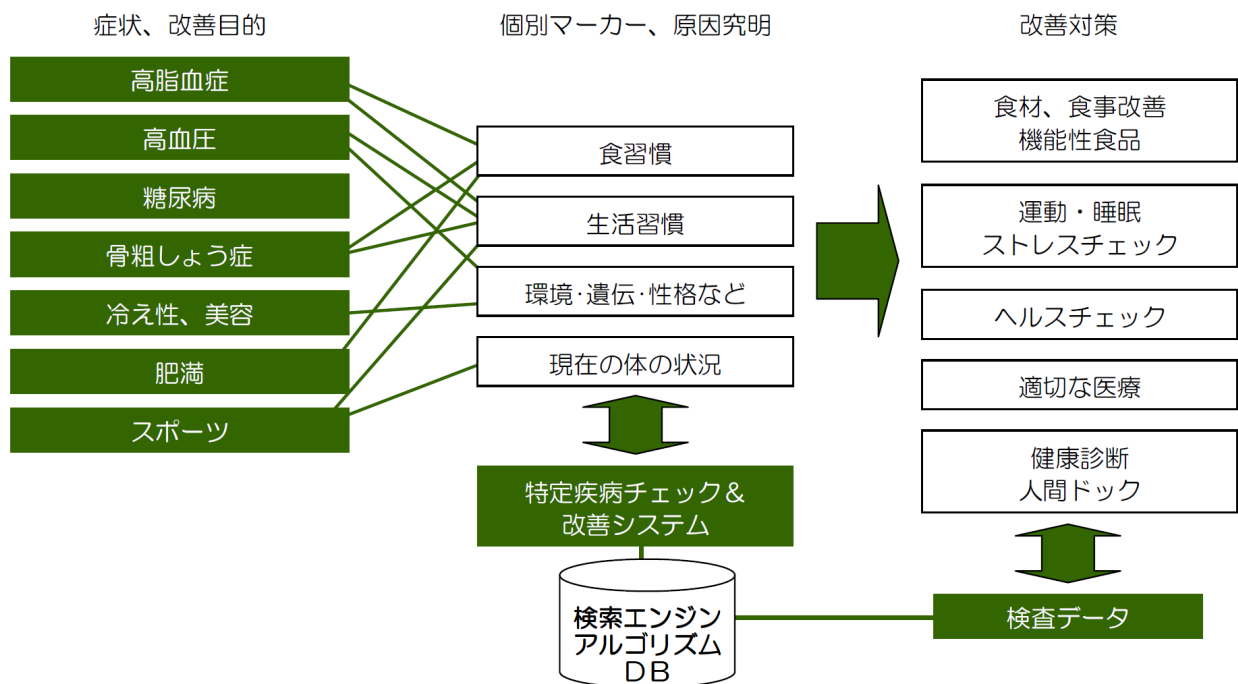 症状、改善目的
高脂血症
高血圧
糖尿病
骨粗しょう症
冷え性、美容
肥満
スポーツ
個別マーカー、原因究明
食習慣
生活習慣
環境・遺伝・性格など
現在の体の状況
特定疾病チェック＆
改善システム
検索エンジン
アルゴリズム
ＤＢ
改善対策
食材、食事改善
機能性食品
運動・睡眠
ストレスチェック
ヘルスチェック
適切な医療
健康診断
人間ドック
検査データ